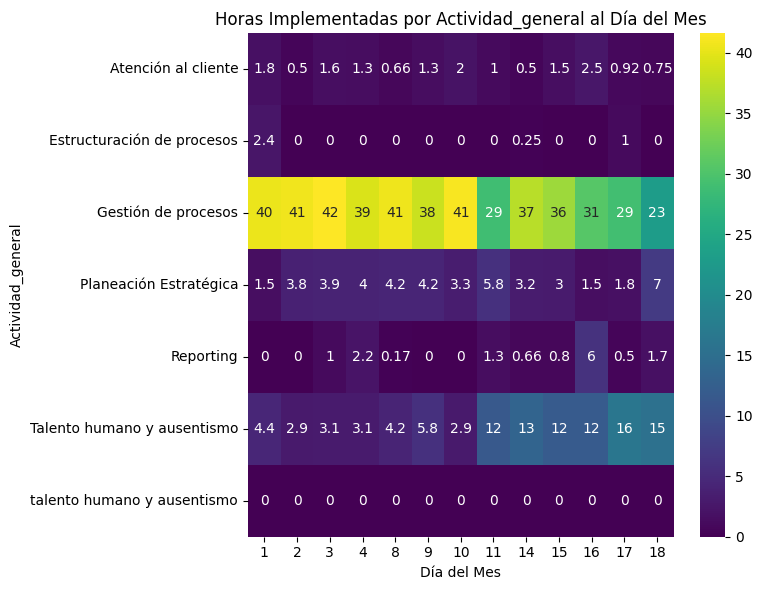 Horas Implementadas por Actividad_general al Día del Mes
Atención al cliente 1.8 0.5 1.6 1.3 0.66 1.3 2 1 0.5 1.5 2.5 0.92 0.75
Estructuración de procesos 2.4 0 0 0 0 0 0 0 0.25 0 0 1 0
Gestión de procesos 40 41 42 39 41 38 41 29 37 36 31 29 23
Planeación Estratégica 1.5 3.8 3.9 4 4.2 4.2 3.3 5.8 3.2 3 1.5 1.8 7
Reporting 0 0 1 2.2 0.17 0 0 1.3 0.66 0.8 6 0.5 1.7
Talento humano y ausentismo 4.4 2.9 3.1 3.1 4.2 5.8 2.9 12 13 12 12 16 15
talento humano y ausentismo 0 0 0 0 0 0 0 0 0 0 0 0 0
1 2 3 4 8 9 10 11 14 15 16 17 18
Día del Mes
Actividad_general
40
35
30
25
20
15
10
5
0